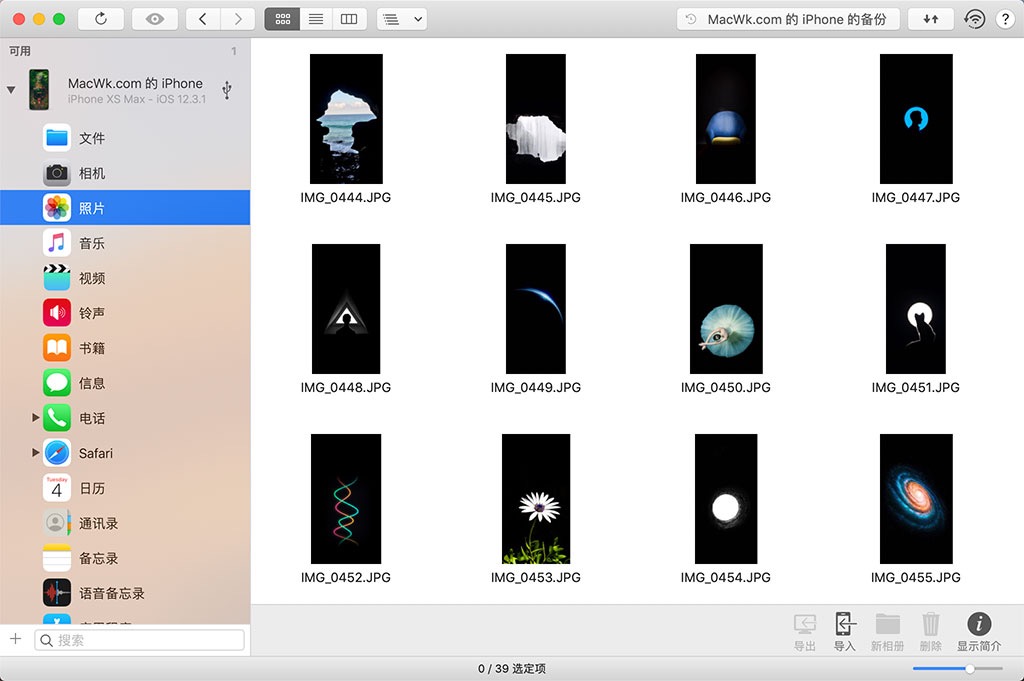 MacWk.com 的 iPhone 的备份
?
可用 1
MacWk.com 的 iPhone
iPhone XS Max - iOS 12.3.1
文件
相机
照片
音乐
视频
铃声
书籍
信息
电话
Safari
Tuesday
4
日历
通讯录
备忘录
语音备忘录
搜索
IMG_0444.JPG
IMG_0445.JPG
IMG_0446.JPG
IMG_0447.JPG
IMG_0448.JPG
IMG_0449.JPG
IMG_0450.JPG
IMG_0451.JPG
IMG_0452.JPG
IMG_0453.JPG
IMG_0454.JPG
IMG_0455.JPG
导出
导入
新相册
删除
显示简介
0 / 39 选定项